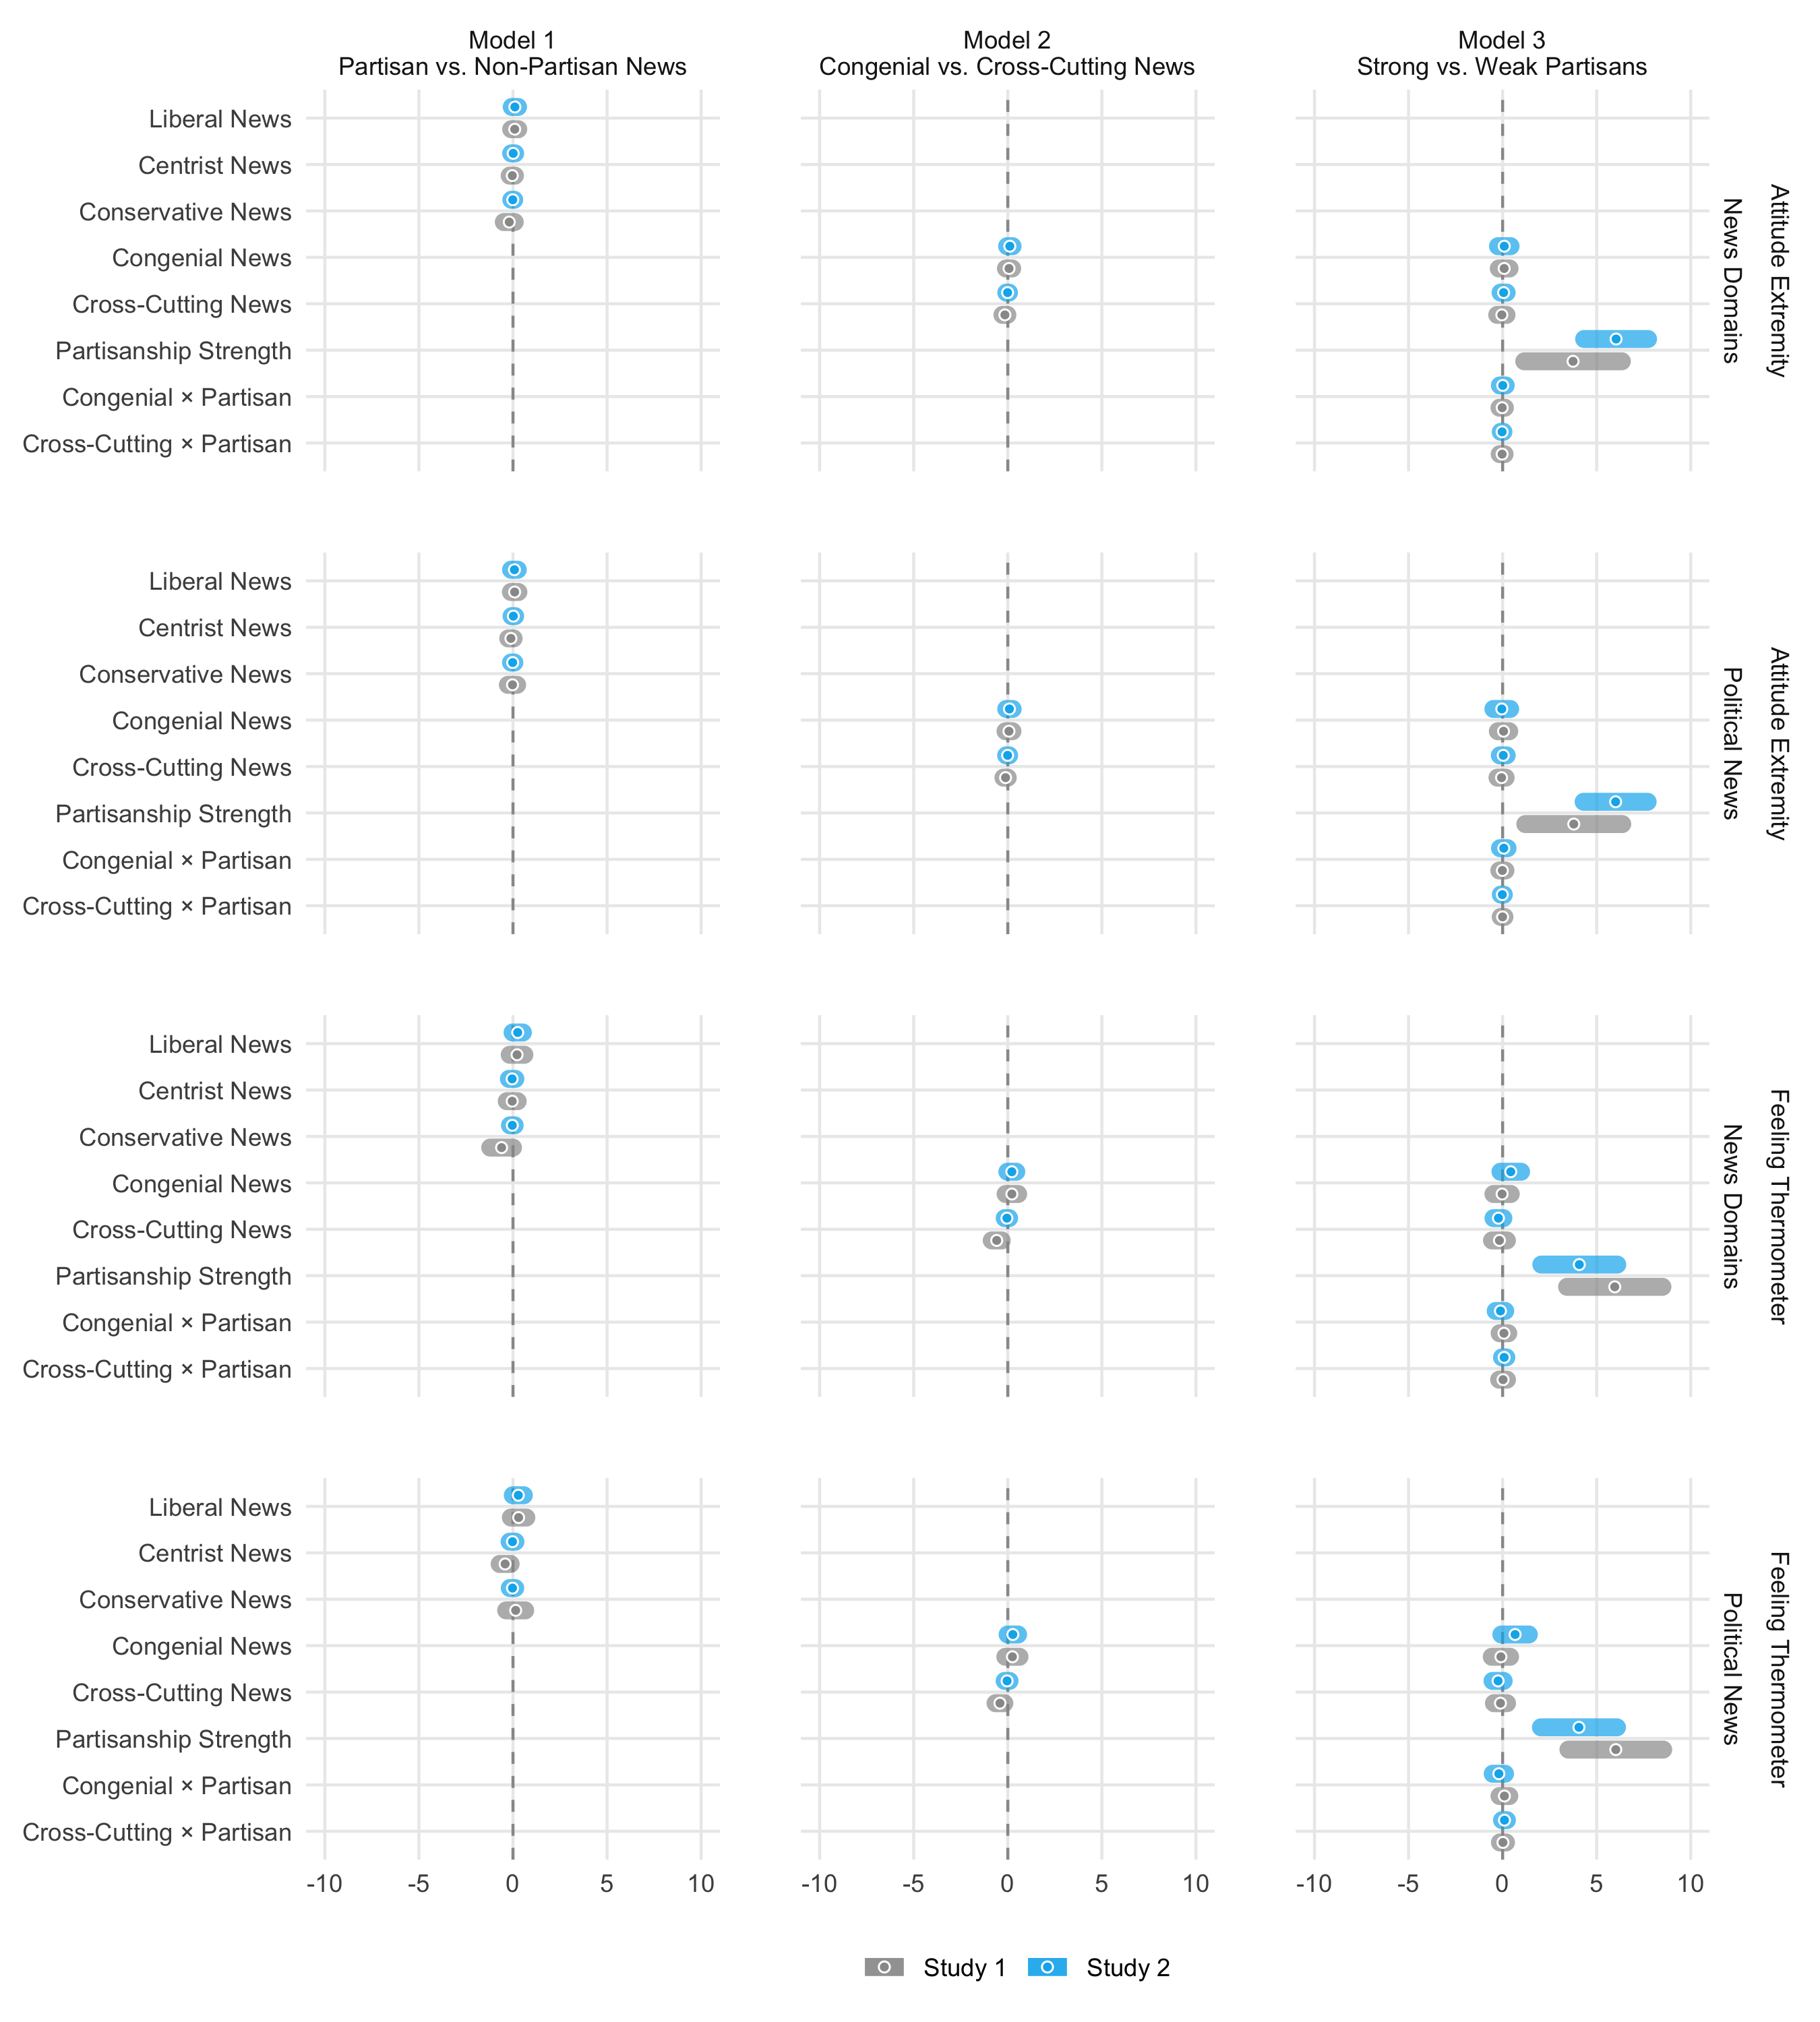 Model 1
Partisan vs. Non-Partisan News
Model 2
Congenial vs. Cross-Cutting News
Model 3
Strong vs. Weak Partisans
Liberal News
Centrist News
Conservative News
Congenial News
Cross-Cutting News
Partisanship Strength
Congenial × Partisan
Cross-Cutting × Partisan
Attitude Extremity
News Domains
Liberal News
Centrist News
Conservative News
Congenial News
Cross-Cutting News
Partisanship Strength
Congenial × Partisan
Cross-Cutting × Partisan
Attitude Extremity
Political News
Liberal News
Centrist News
Conservative News
Congenial News
Cross-Cutting News
Partisanship Strength
Congenial × Partisan
Cross-Cutting × Partisan
Feeling Thermometer
News Domains
Liberal News
Centrist News
Conservative News
Congenial News
Cross-Cutting News
Partisanship Strength
Congenial × Partisan
Cross-Cutting × Partisan
Feeling Thermometer
Political News
-10 -5 0 5 10
-10 -5 0 5 10
-10 -5 0 5 10
Study 1 Study 2